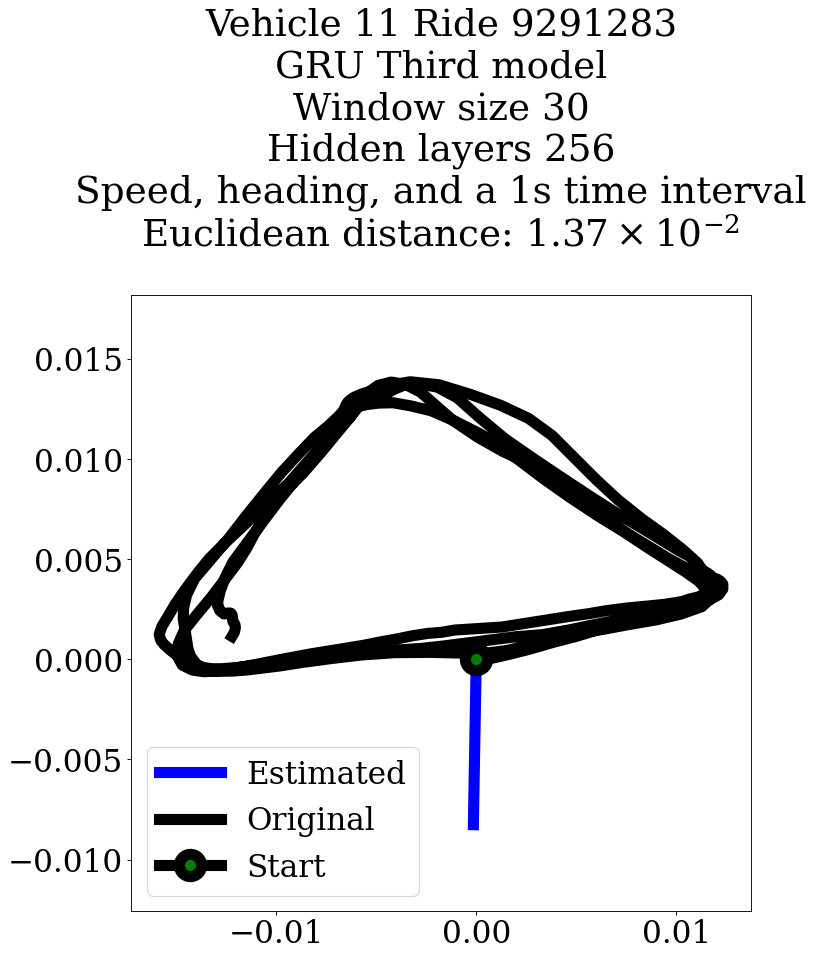 Vehicle 11 Ride 9291283
GRU Third model
Window size 30
Hidden layers 256
Speed, heading, and a 1s time interval
Euclidean distance: 1.37 × 10⁻²
0.015
0.010
0.005
0.000
−0.005
−0.010
Estimated
Original
Start
−0.01 0.00 0.01